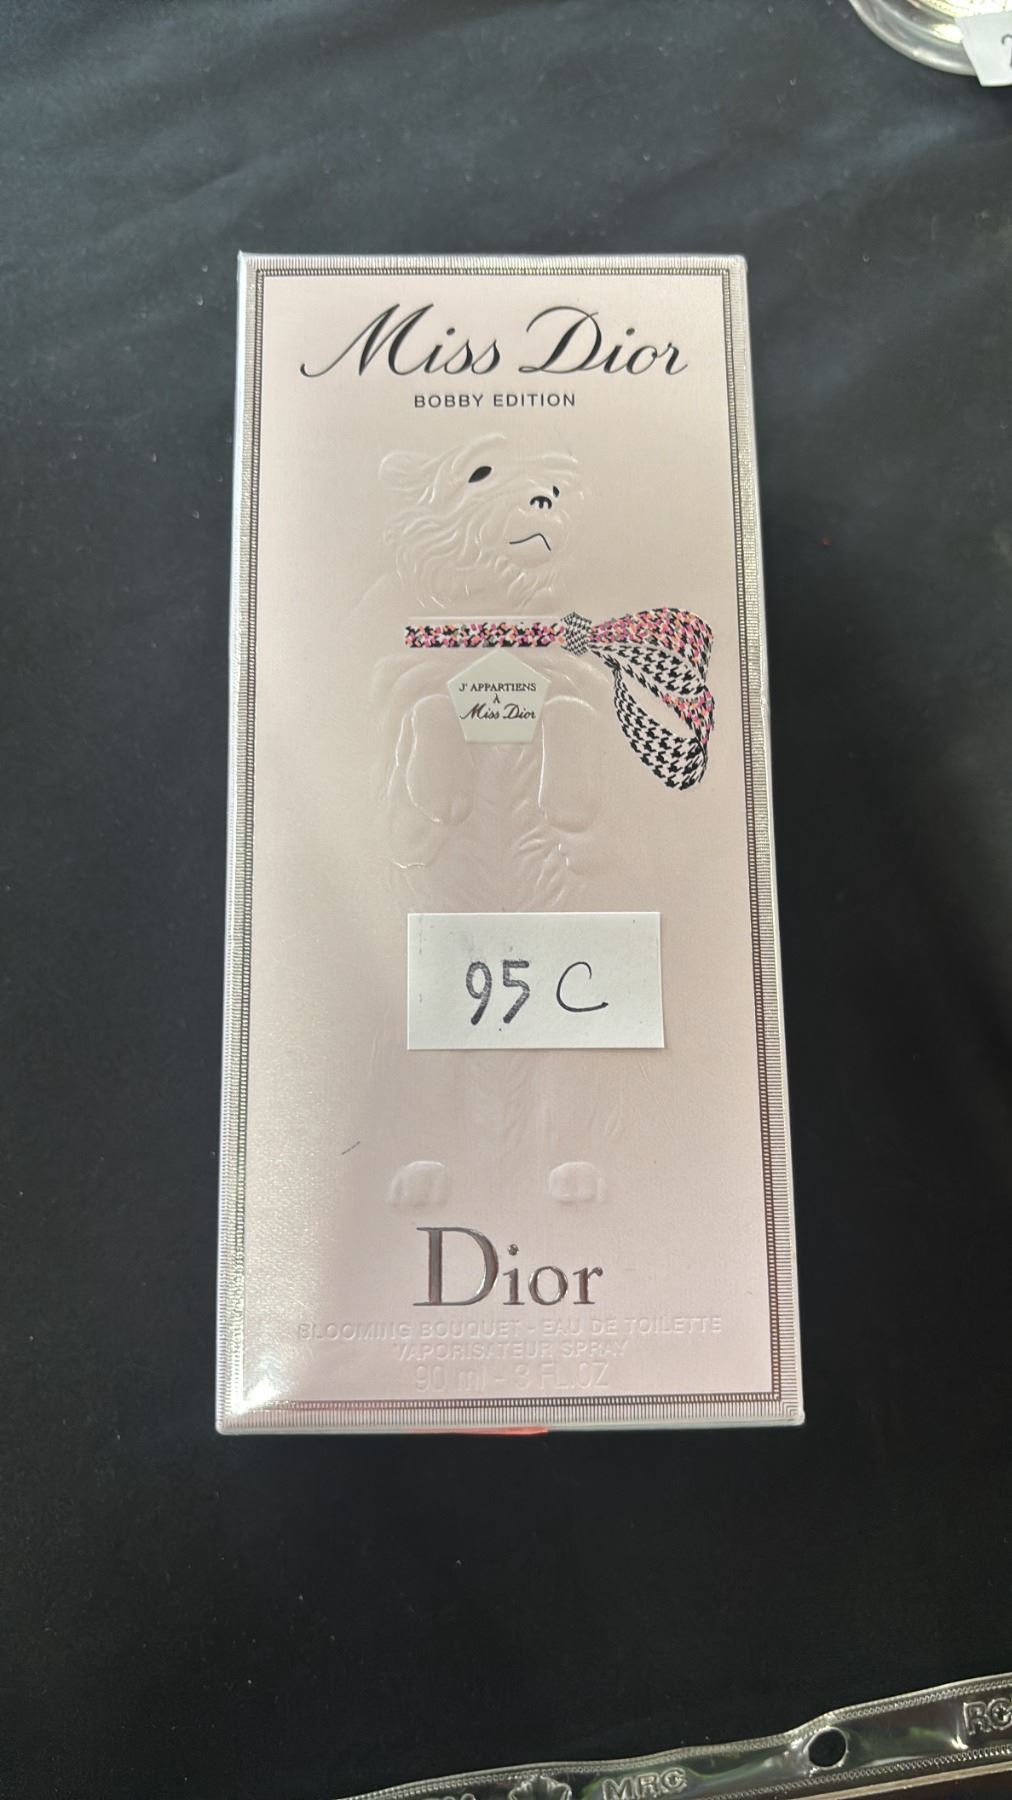 Miss Dior
BOBBY EDITION
J' APPARTIENS
À
Miss Dior
95 C
Dior
BLOOMING BOUQUET - EAU DE TOILETTE
VAPORISATEUR SPRAY
90 ml - 3 FL.OZ
MRC